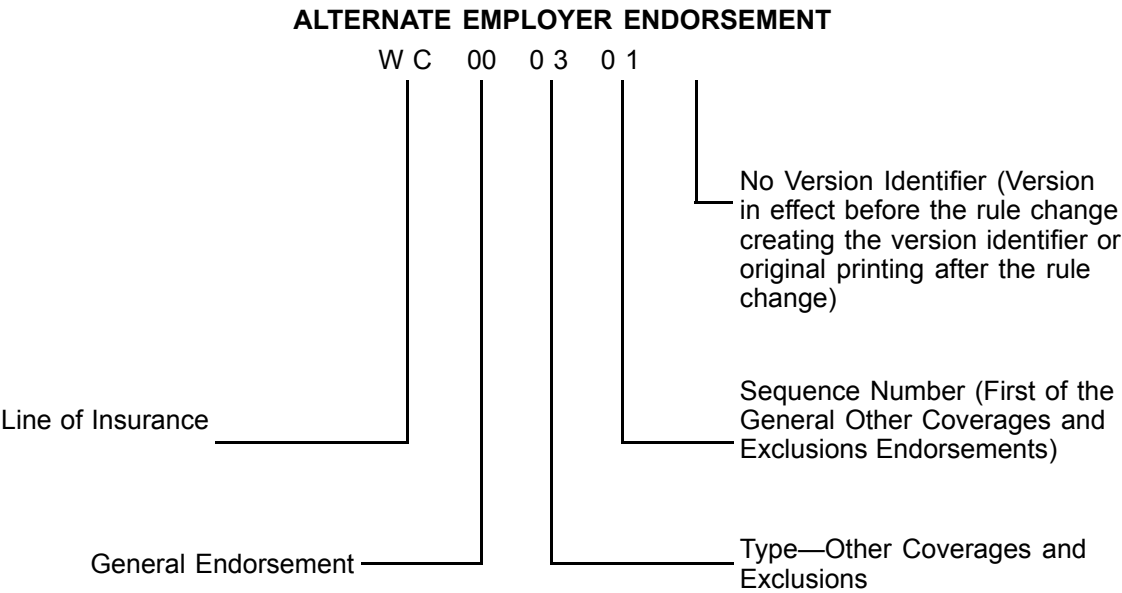 ALTERNATE EMPLOYER ENDORSEMENT
W C 00 0 3 0 1
No Version Identifier (Version
in effect before the rule change
creating the version identifier or
original printing after the rule
change)
Sequence Number (First of the
General Other Coverages and
Exclusions Endorsements)
Line of Insurance
Type—Other Coverages and
Exclusions
General Endorsement